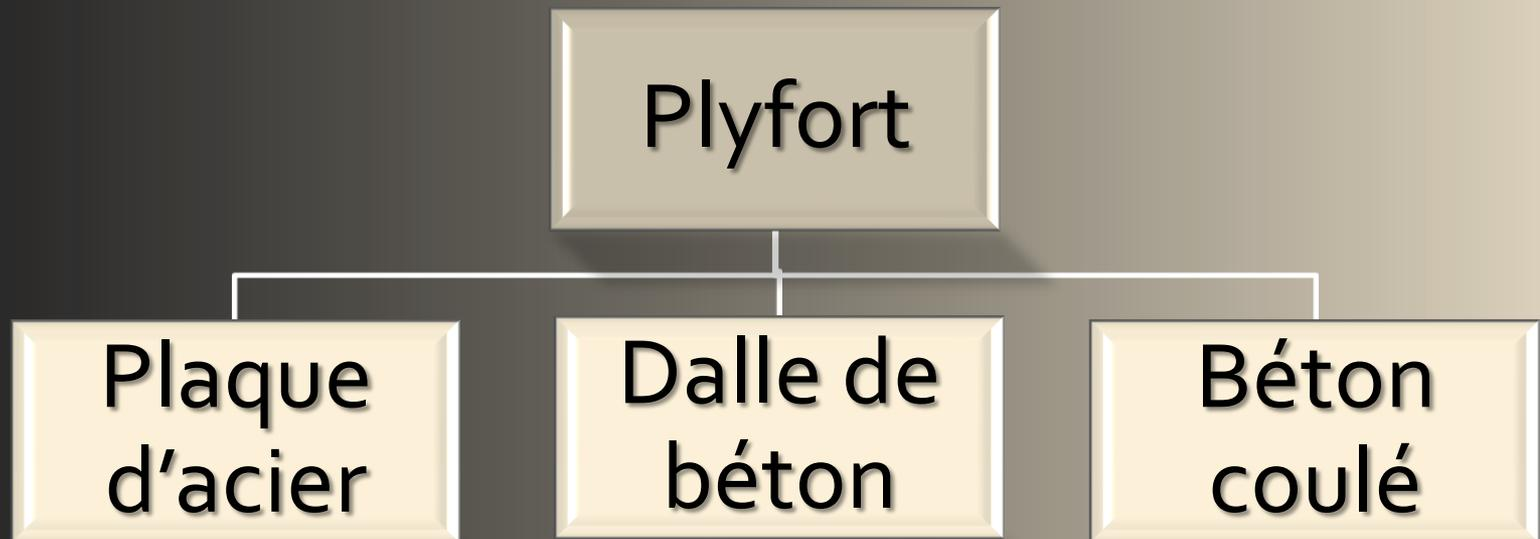 Plyfort
Plaque
d’acier
Dalle de
béton
Béton
coulé